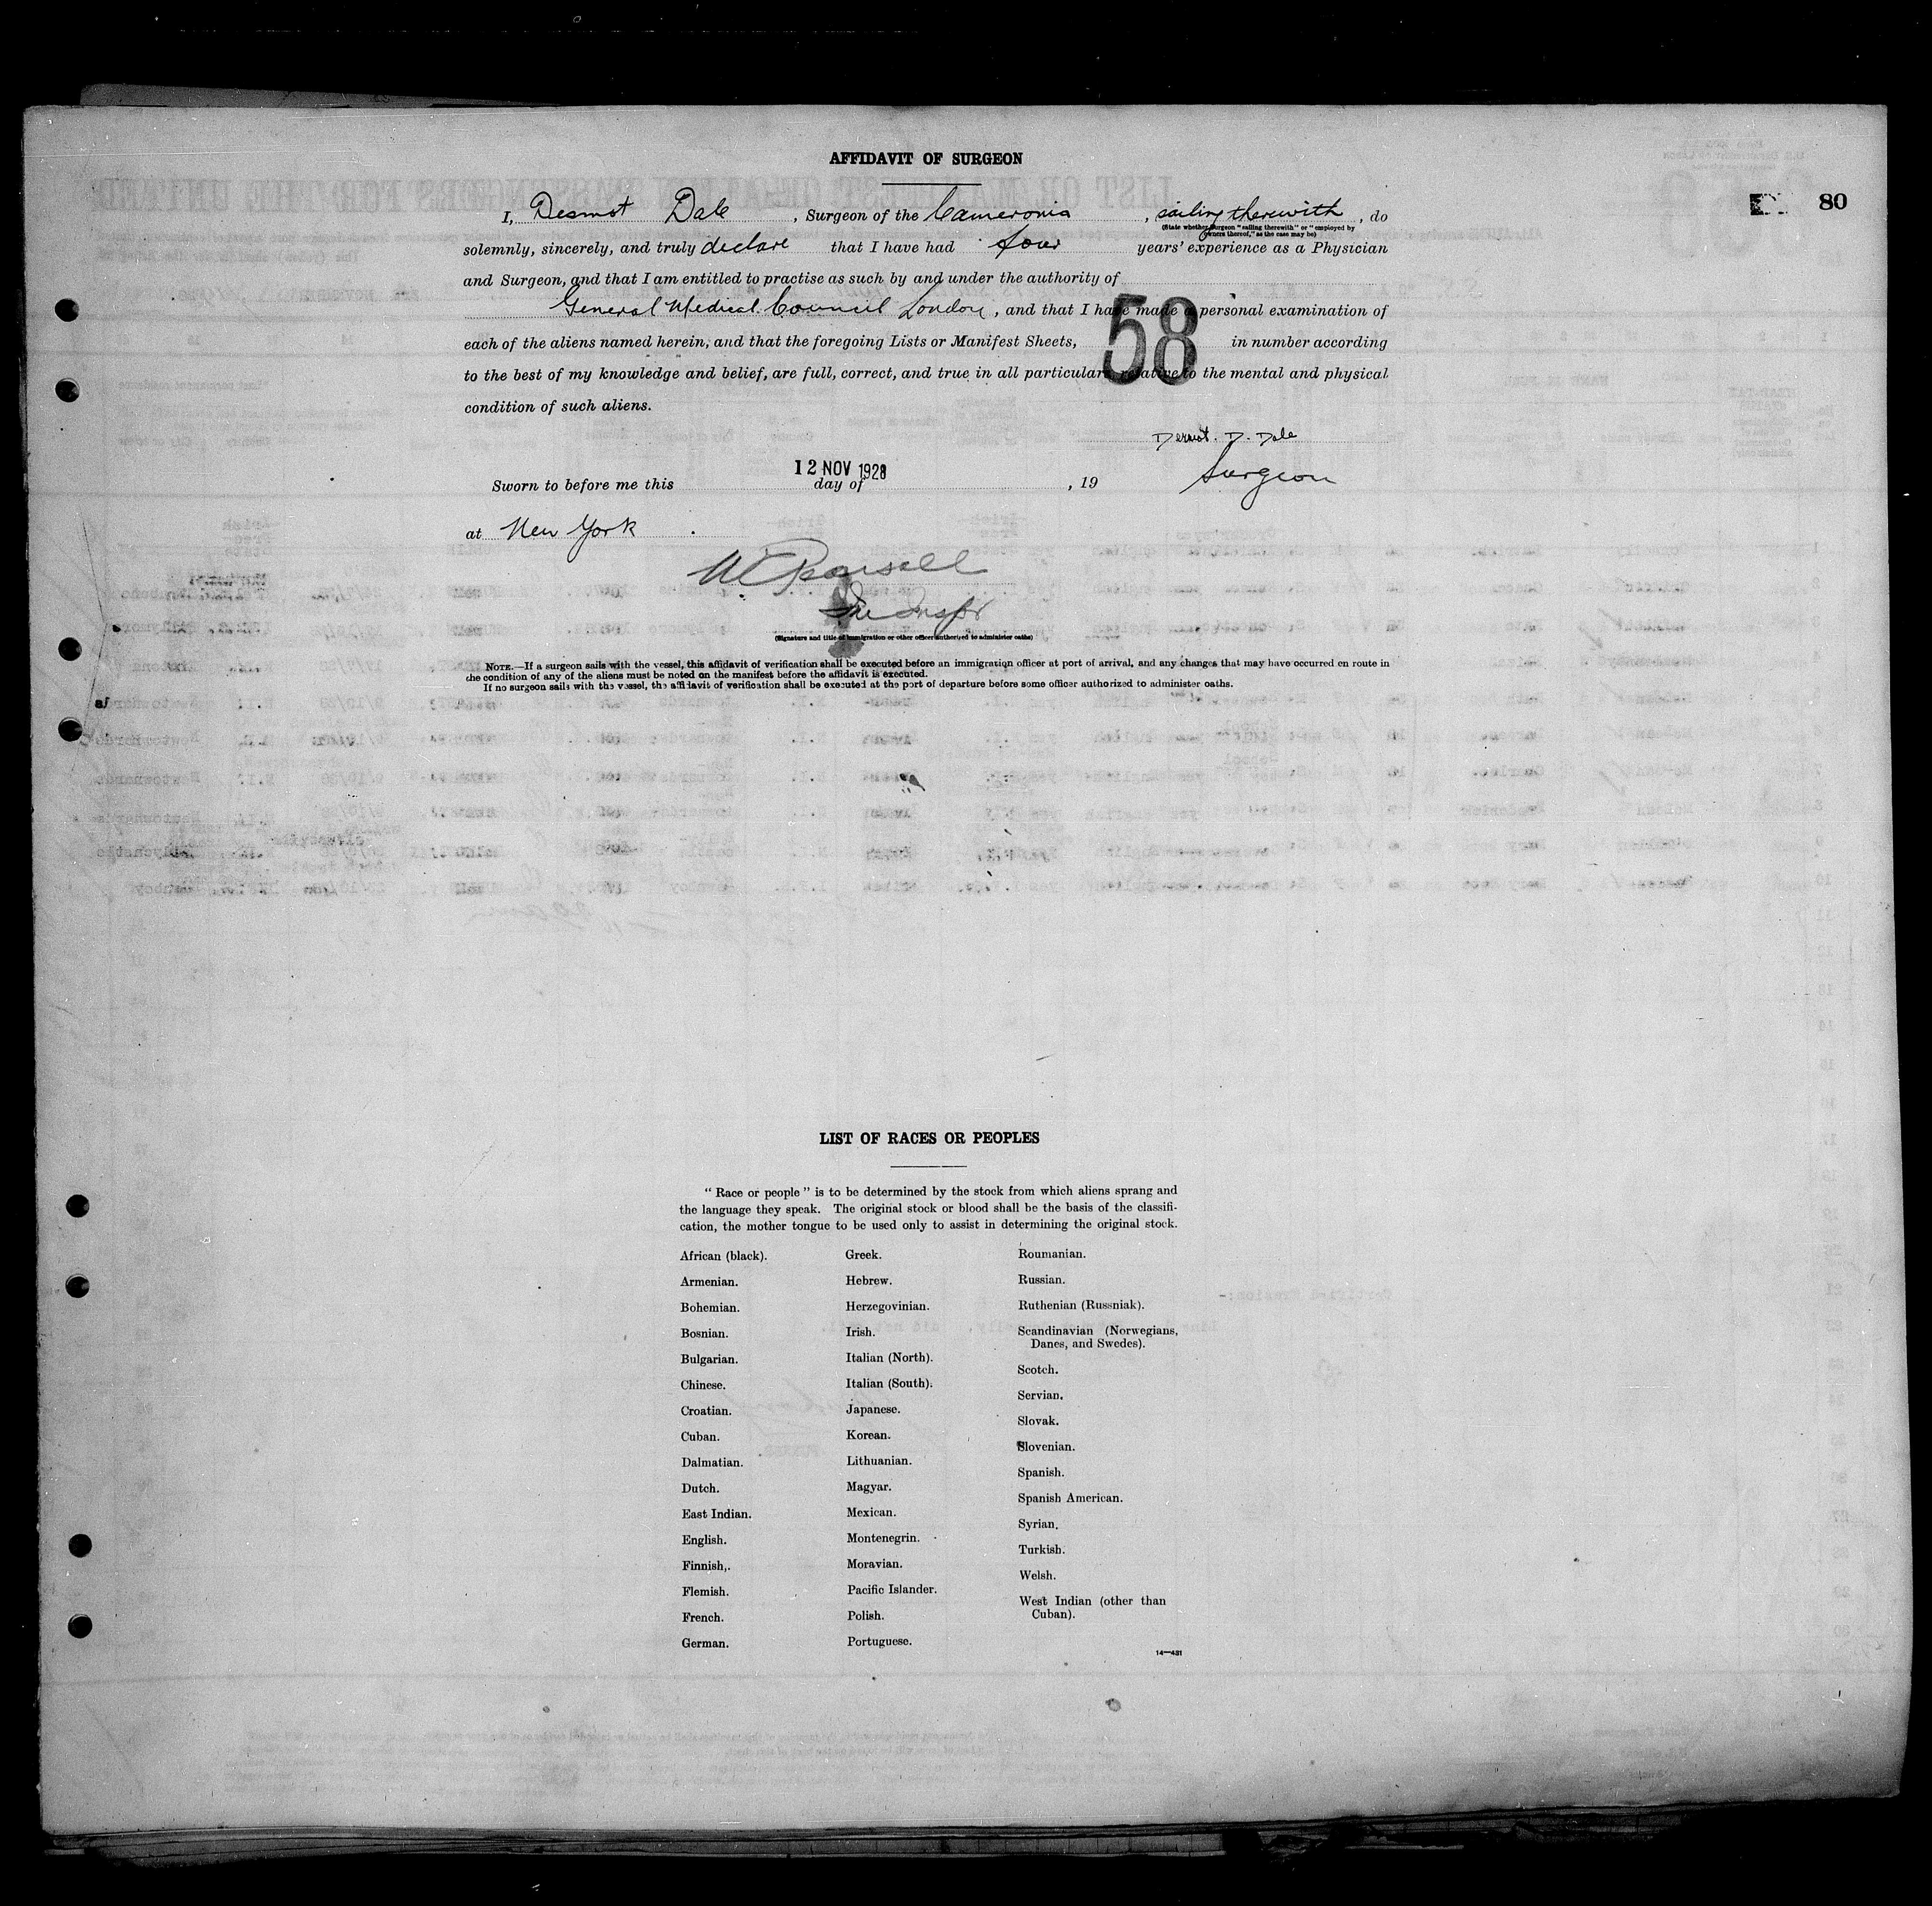 AFFIDAVIT OF SURGEON
80
I, Desmot Dale, Surgeon of the Cameronia, sailing therewith, do
(State whether Surgeon "sailing therewith" or "employed by
owners thereof," as the case may be)
solemnly, sincerely, and truly declare that I have had four years' experience as a Physician
and Surgeon, and that I am entitled to practise as such by and under the authority of
General Medical Council London, and that I have made a personal examination of
each of the aliens named herein, and that the foregoing Lists or Manifest Sheets, 58 in number according
to the best of my knowledge and belief, are full, correct, and true in all particulars relative to the mental and physical
condition of such aliens.
Dermot. D. Dale
Surgeon
12 NOV 1928
Sworn to before me this day of , 19
at New York.
(Signature and title of immigration or other officer authorized to administer oaths)
NOTE.—If a surgeon sails with the vessel, this affidavit of verification shall be executed before an immigration officer at port of arrival, and any changes that may have occurred en route in
the condition of any of the aliens must be noted on the manifest before the affidavit is executed.
If no surgeon sails with the vessel, the affidavit of verification shall be executed at the port of departure before some officer authorized to administer oaths.
LIST OF RACES OR PEOPLES
"Race or people" is to be determined by the stock from which aliens sprang and
the language they speak. The original stock or blood shall be the basis of the classifi-
cation, the mother tongue to be used only to assist in determining the original stock.
African (black).
Armenian.
Bohemian.
Bosnian.
Bulgarian.
Chinese.
Croatian.
Cuban.
Dalmatian.
Dutch.
East Indian.
English.
Finnish,.
Flemish.
French.
German.
Greek.
Hebrew.
Herzegovinian.
Irish.
Italian (North).
Italian (South).
Japanese.
Korean.
Lithuanian.
Magyar.
Mexican.
Montenegrin.
Moravian.
Pacific Islander.
Polish.
Portuguese.
Roumanian.
Russian.
Ruthenian (Russniak).
Scandinavian (Norwegians,
Danes, and Swedes).
Scotch.
Servian.
Slovak.
Slovenian.
Spanish.
Spanish American.
Syrian.
Turkish.
Welsh.
West Indian (other than
Cuban).
14—431